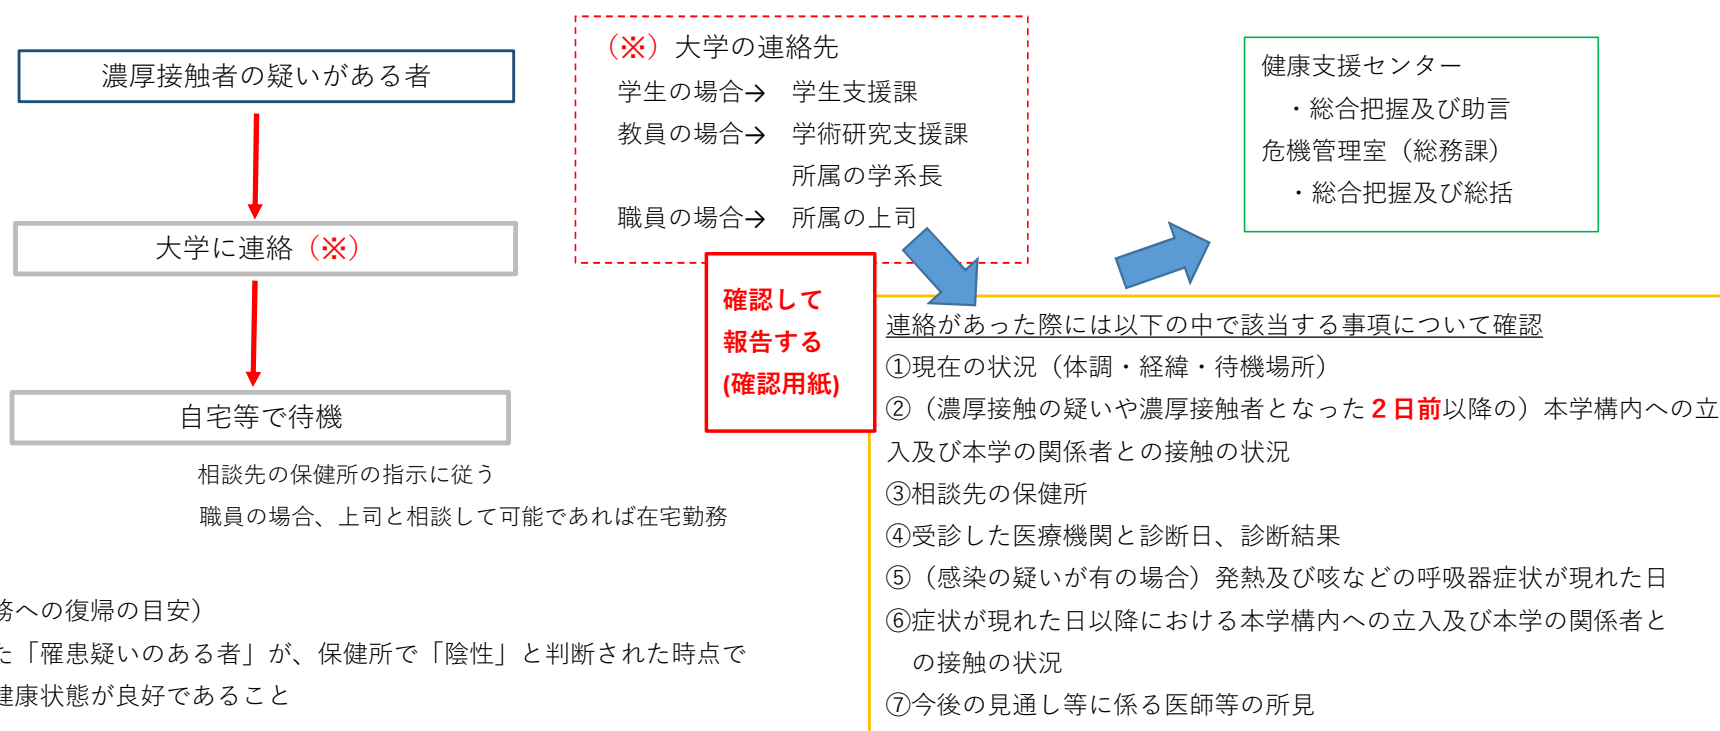 濃厚接触者の疑いがある者
大学に連絡（※）
自宅等で待機
相談先の保健所の指示に従う
職員の場合、上司と相談して可能であれば在宅勤務
務への復帰の目安）
た「罹患疑いのある者」が、保健所で「陰性」と判断された時点で
健康状態が良好であること
（※）大学の連絡先
学生の場合→　学生支援課
教員の場合→　学術研究支援課
所属の学系長
職員の場合→　所属の上司
確認して
報告する
(確認用紙)
健康支援センター
・総合把握及び助言
危機管理室（総務課）
・総合把握及び総括
連絡があった際には以下の中で該当する事項について確認
①現在の状況（体調・経緯・待機場所）
②（濃厚接触の疑いや濃厚接触者となった２日前以降の）本学構内への立
入及び本学の関係者との接触の状況
③相談先の保健所
④受診した医療機関と診断日、診断結果
⑤（感染の疑いが有の場合）発熱及び咳などの呼吸器症状が現れた日
⑥症状が現れた日以降における本学構内への立入及び本学の関係者と
の接触の状況
⑦今後の見通し等に係る医師等の所見